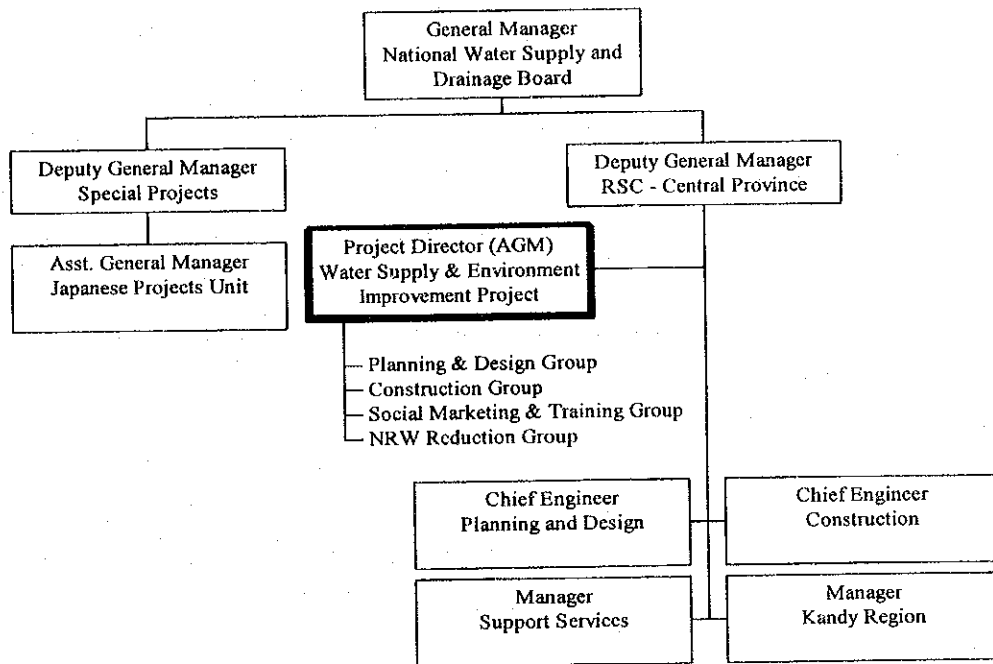 General Manager
National Water Supply and
Drainage Board
Deputy General Manager
Special Projects
Deputy General Manager
RSC - Central Province
Asst. General Manager
Japanese Projects Unit
Project Director (AGM)
Water Supply & Environment
Improvement Project
Planning & Design Group
Construction Group
Social Marketing & Training Group
NRW Reduction Group
Chief Engineer
Planning and Design
Chief Engineer
Construction
Manager
Support Services
Manager
Kandy Region